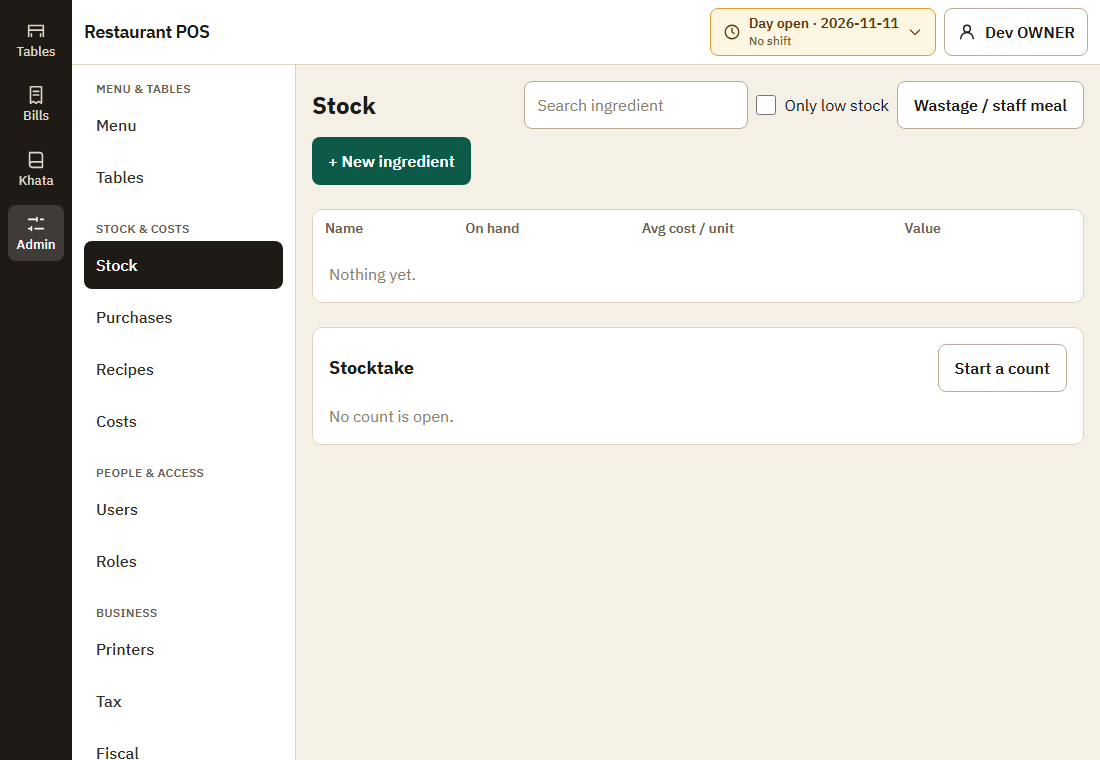 Restaurant POS
Day open · 2026-11-11
No shift
Dev OWNER
Tables
Bills
Khata
Admin
MENU & TABLES
Menu
Tables
STOCK & COSTS
Stock
Purchases
Recipes
Costs
PEOPLE & ACCESS
Users
Roles
BUSINESS
Printers
Tax
Fiscal
Stock
Search ingredient
Only low stock
Wastage / staff meal
+ New ingredient
Name On hand Avg cost / unit Value
Nothing yet.
Stocktake
Start a count
No count is open.